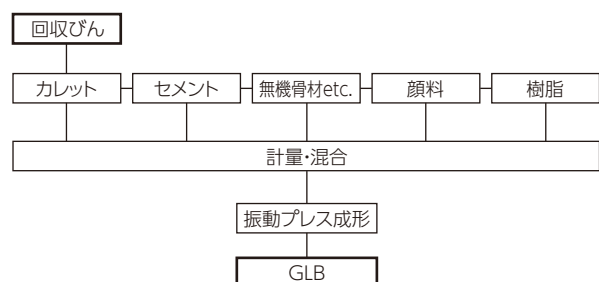 回収びん
カレット
セメント
無機骨材etc.
顔料
樹脂
計量・混合
振動プレス成形
GLB